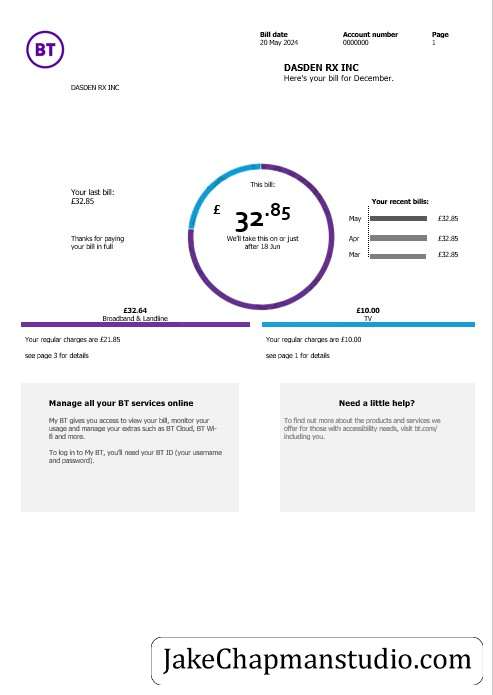 BT
Bill date
20 May 2024
Account number
0000000
Page
1
DASDEN RX INC
Here's your bill for December.
DASDEN RX INC
Your last bill:
£32.85
Thanks for paying
your bill in full
This bill:
£32.85
We'll take this on or just
after 18 Jun
Your recent bills:
May £32.85
Apr £32.85
Mar £32.85
£32.64
Broadband & Landline
Your regular charges are £21.85
see page 3 for details
£10.00
TV
Your regular charges are £10.00
see page 1 for details
Manage all your BT services online
My BT gives you access to view your bill, monitor your
usage and manage your extras such as BT Cloud, BT Wi-
fi and more.
To log in to My BT, you'll need your BT ID (your username
and password).
Need a little help?
To find out more about the products and services we
offer for those with accessibility needs, visit bt.com/
including you.
JakeChapmanstudio.com